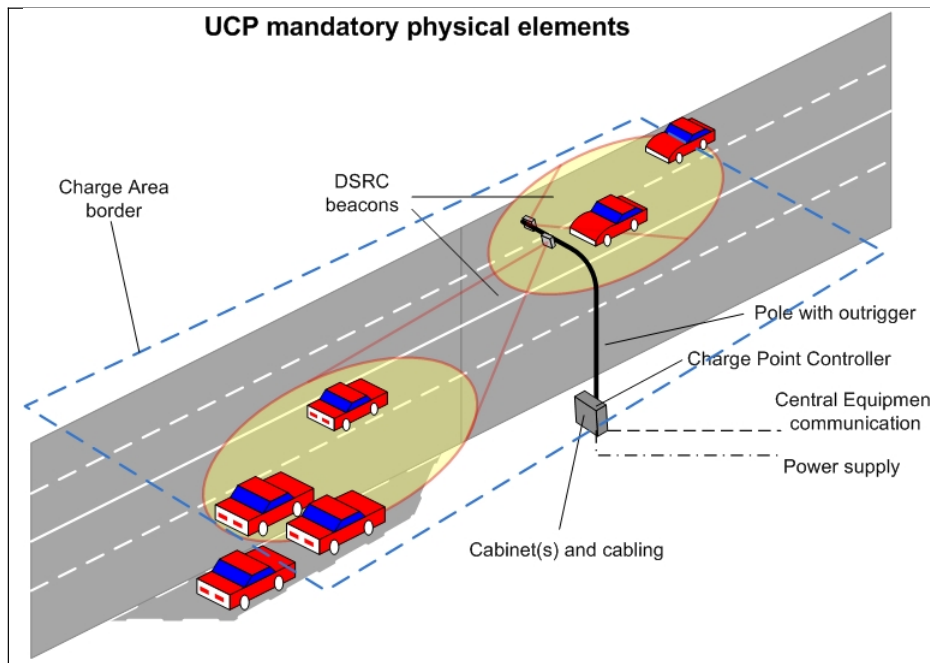 UCP mandatory physical elements
Charge Area
border
DSRC
beacons
Pole with outrigger
Charge Point Controller
Central Equipmen
communication
Power supply
Cabinet(s) and cabling